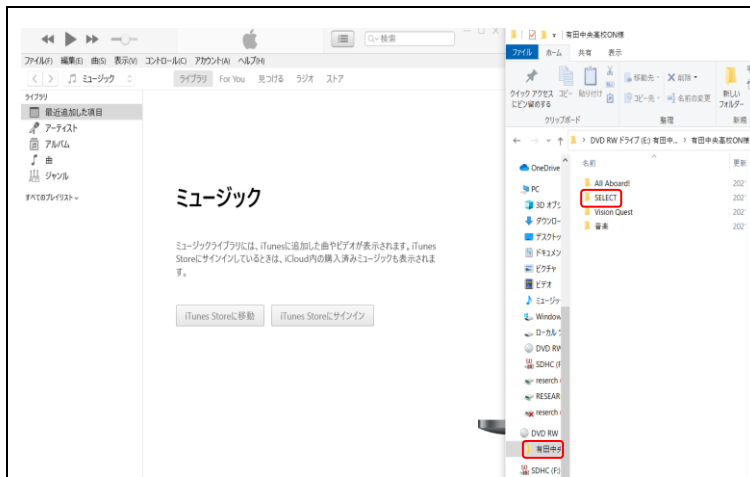 検索
ファイル(F) 編集(E) 曲(S) 表示(V) コントロール(C) アカウント(A) ヘルプ(H)
ミュージック
ライブラリ For You 見つける ラジオ ストア
ライブラリ
最近追加した項目
アーティスト
アルバム
曲
ジャンル
すべてのプレイリスト
ミュージック
ミュージックライブラリには、iTunesに追加した曲やビデオが表示されます。iTunes
Storeにサインインしているときは、iCloud内の購入済みミュージックも表示されま
す。
iTunes Storeに移動 iTunes Storeにサインイン
有田中央高校ON様
ファイル ホーム 共有 表示
クイック アクセス
にピン留めする
コピー
貼り付け
移動先 削除
コピー先 名前の変更
新しい
フォルダー
クリップボード 整理 新規
DVD RW ドライブ (E:) 有田中... 有田中央高校ON様
名前 更新
All Aboard! 202
SELECT 202
Vision Quest 202
音楽 202
OneDrive
PC
3D オブジ
ダウンロー
デスクトッ
ドキュメン
ピクチャ
ビデオ
ミュージッ
Window
ローカル
DVD RW
SDHC (F
reserch
RESEAR
reserch
DVD RW
有田中央
SDHC (F:)